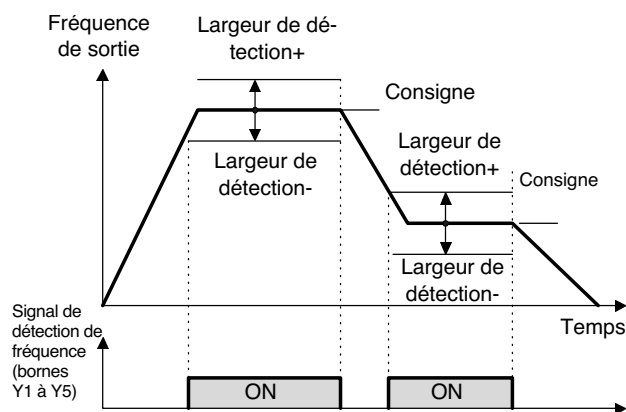 Fréquence
de sortie
Largeur de dé-
tection+
Consigne
Largeur de
détection-
Largeur de
détection+
Consigne
Largeur de
détection-
Temps
Signal de
détection de
fréquence
(bornes
Y1 à Y5)
ON
ON